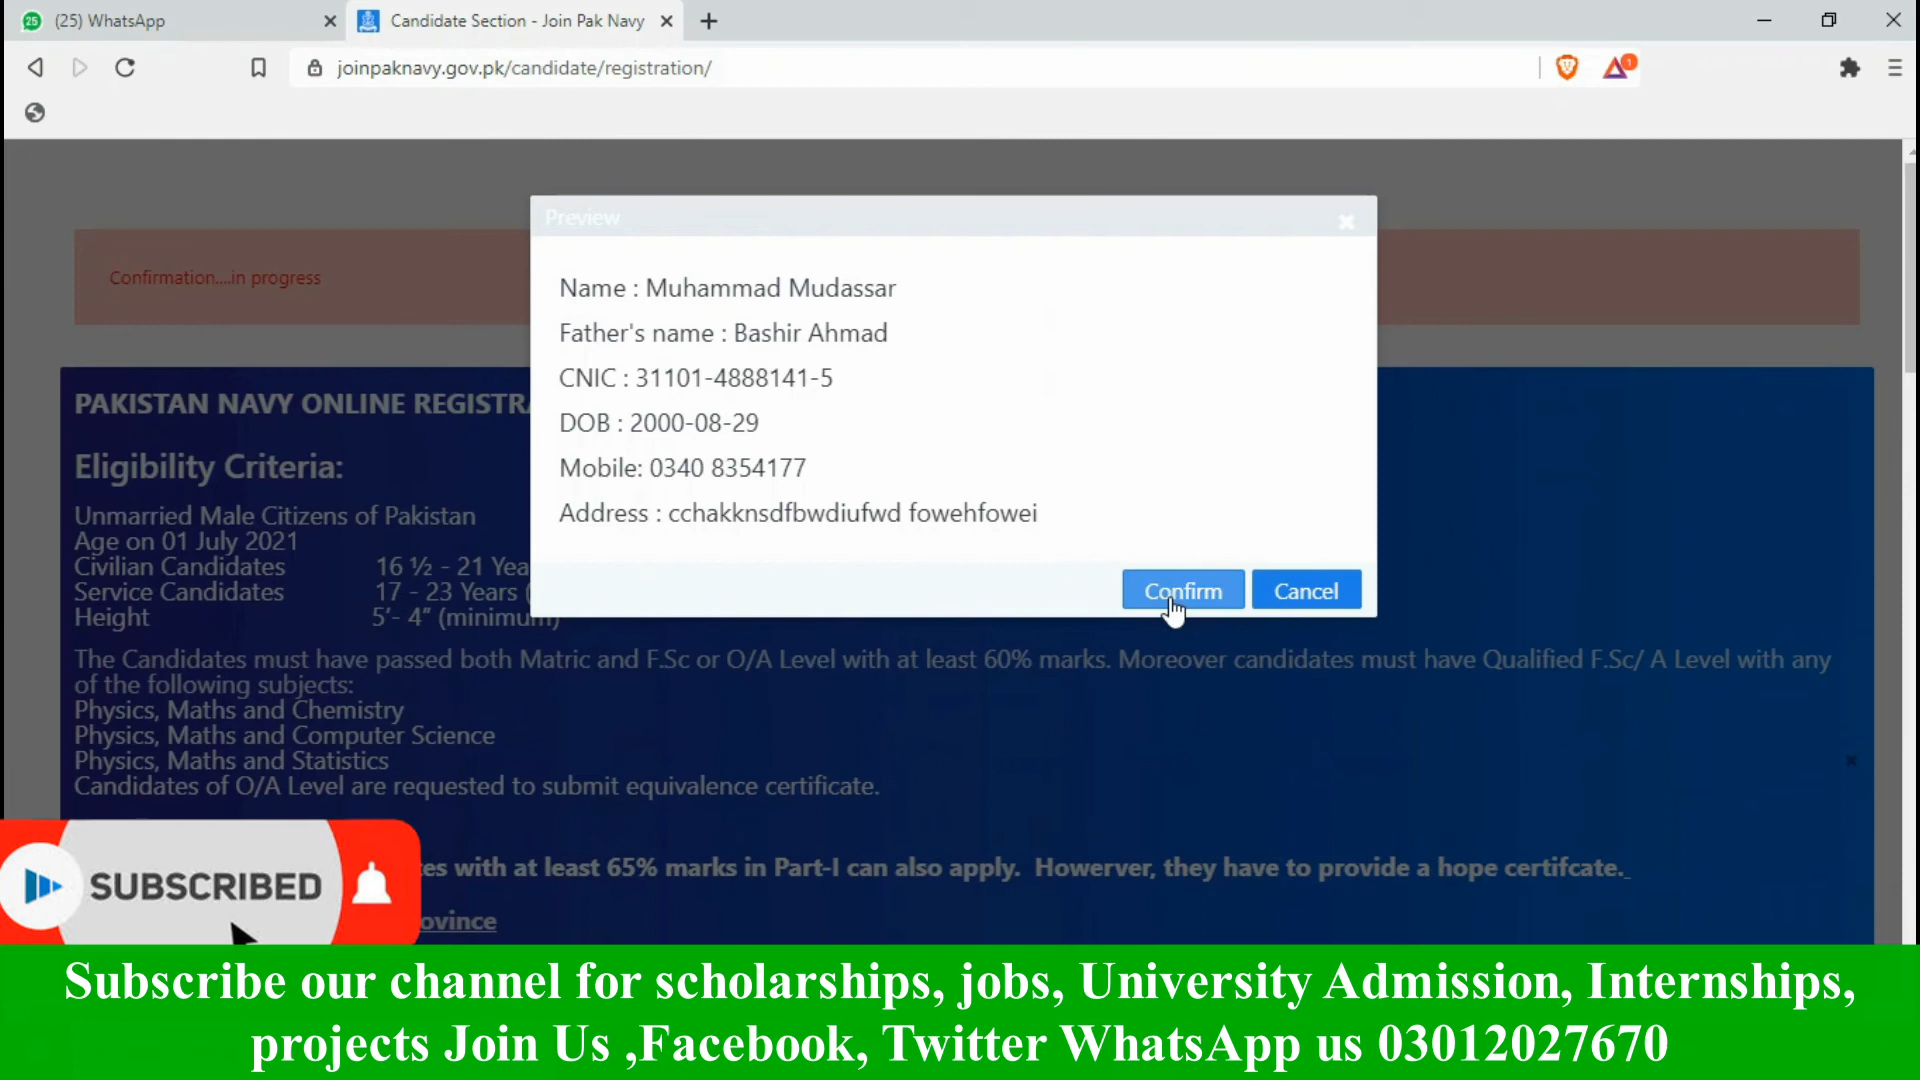 25 (25) WhatsApp
Candidate Section - Join Pak Navy
joinpaknavy.gov.pk/candidate/registration/
1
Preview
Confirmation....in progress
Name : Muhammad Mudassar
Father's name : Bashir Ahmad
CNIC : 31101-4888141-5
DOB : 2000-08-29
Mobile: 0340 8354177
Address : cchakknsdfbwdiufwd fowehfowei
Confirm Cancel
PAKISTAN NAVY ONLINE REGISTRA
Eligibility Criteria:
Unmarried Male Citizens of Pakistan
Age on 01 July 2021
Civilian Candidates 16 ½ - 21 Yea
Service Candidates 17 - 23 Years (
Height 5'- 4" (minimum)
The Candidates must have passed both Matric and F.Sc or O/A Level with at least 60% marks. Moreover candidates must have Qualified F.Sc/ A Level with any
of the following subjects:
Physics, Maths and Chemistry
Physics, Maths and Computer Science
Physics, Maths and Statistics
Candidates of O/A Level are requested to submit equivalence certificate.
tes with at least 65% marks in Part-I can also apply. Howerver, they have to provide a hope certifcate.
SUBSCRIBED
ovince
Subscribe our channel for scholarships, jobs, University Admission, Internships,
projects Join Us ,Facebook, Twitter WhatsApp us 03012027670